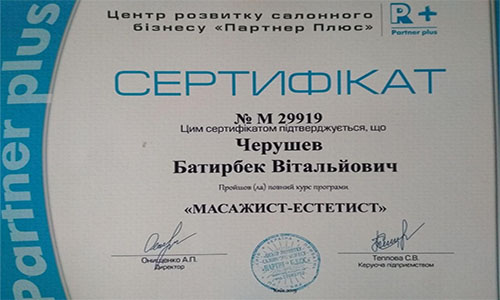 Центр розвитку салонного
бізнесу «Партнер Плюс»
R +
Partner plus
Partner plus
СЕРТИФІКАТ
№ М 29919
Цим сертифікатом підтверджується, що
Черушев
Батирбек Вітальйович
Пройшов (ла) повний курс програми
«МАСАЖИСТ-ЕСТЕТИСТ»
Онищенко А.П.
Директор
Теплова С.В.
Керуюча підприємством